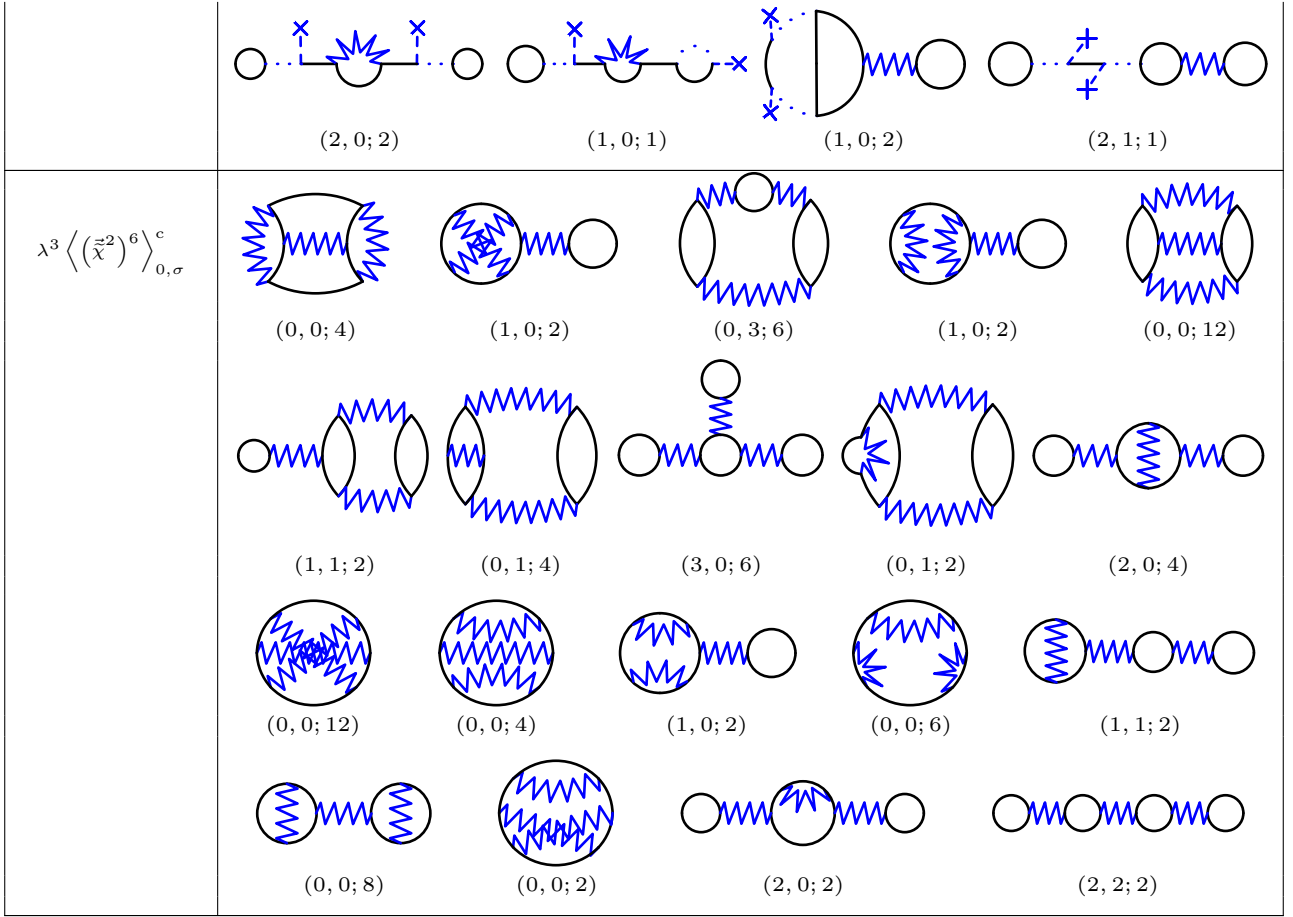 (2, 0; 2) (1, 0; 1) (1, 0; 2) (2, 1; 1)
λ³ ⟨(χ⃗²)⁶⟩ᶜ₀,σ
(0, 0; 4) (1, 0; 2) (0, 3; 6) (1, 0; 2) (0, 0; 12)
(1, 1; 2) (0, 1; 4) (3, 0; 6) (0, 1; 2) (2, 0; 4)
(0, 0; 12) (0, 0; 4) (1, 0; 2) (0, 0; 6) (1, 1; 2)
(0, 0; 8) (0, 0; 2) (2, 0; 2) (2, 2; 2)